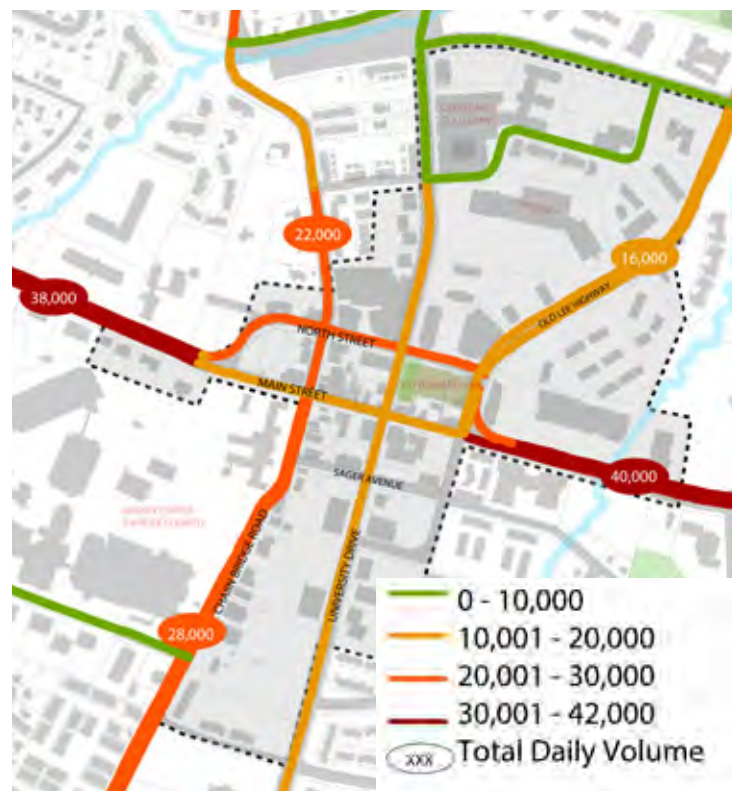 22,000
16,000
38,000
OLD LEE HIGHWAY
NORTH STREET
MAIN STREET
SAGER AVENUE
40,000
CHAIN BRIDGE ROAD
UNIVERSITY DRIVE
28,000
0 - 10,000
10,001 - 20,000
20,001 - 30,000
30,001 - 42,000
XXX Total Daily Volume